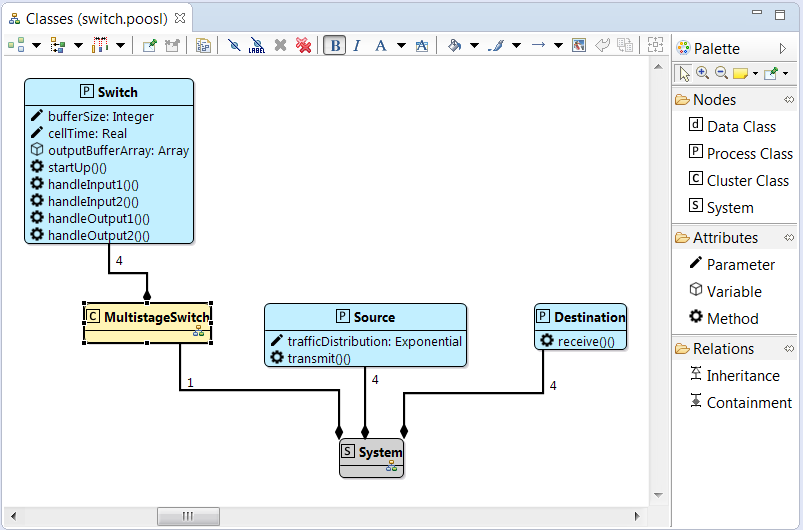 Classes (switch.poosl)
LABEL
B I A
Palette
Nodes
d Data Class
P Process Class
C Cluster Class
S System
Attributes
Parameter
Variable
Method
Relations
Inheritance
Containment
P Switch
bufferSize: Integer
cellTime: Real
outputBufferArray: Array
startUp()()
handleInput1()()
handleInput2()()
handleOutput1()()
handleOutput2()()
4
C MultistageSwitch
P Source
trafficDistribution: Exponential
transmit()()
P Destination
receive()()
1
4
4
S System